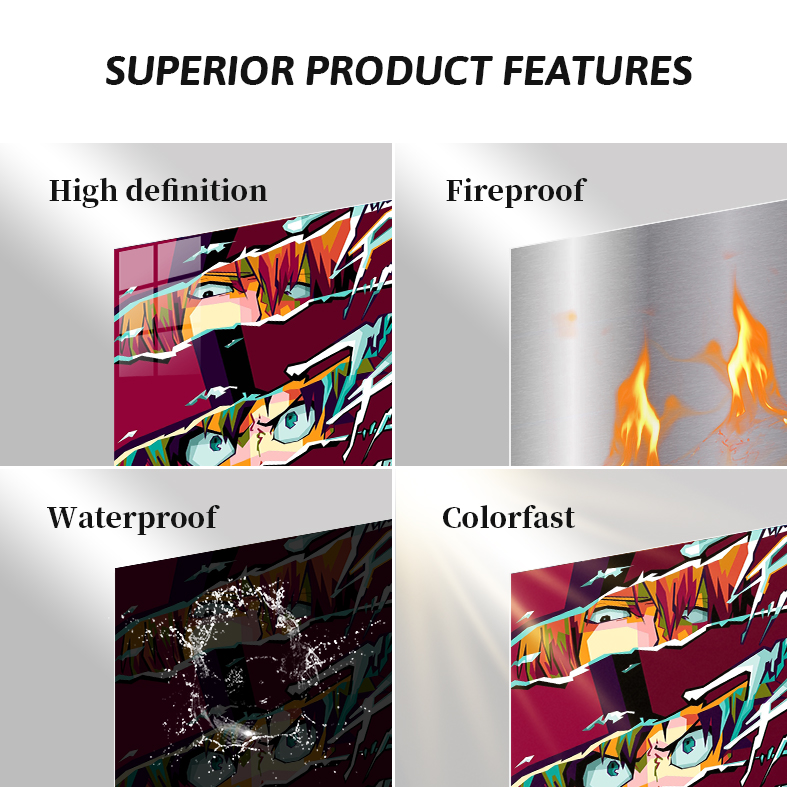 SUPERIOR PRODUCT FEATURES
High definition
Fireproof
Waterproof
Colorfast